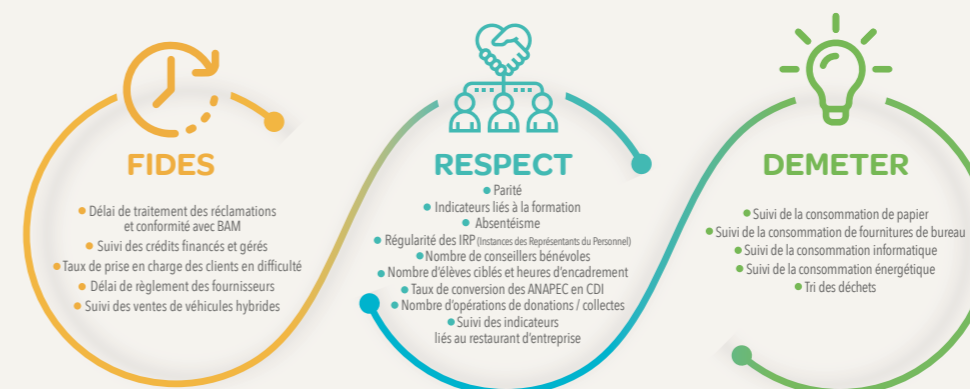 FIDES
• Délai de traitement des réclamations
et conformité avec BAM
• Suivi des crédits financés et gérés
• Taux de prise en charge des clients en difficulté
• Délai de règlement des fournisseurs
• Suivi des ventes de véhicules hybrides
RESPECT
• Parité
• Indicateurs liés à la formation
• Absentéisme
• Régularité des IRP (Instances des Représentants du Personnel)
• Nombre de conseillers bénévoles
• Nombre d'élèves ciblés et heures d'encadrement
• Taux de conversion des ANAPEC en CDI
• Nombre d'opérations de donations / collectes
• Suivi des indicateurs
liés au restaurant d'entreprise
DEMETER
• Suivi de la consommation de papier
• Suivi de la consommation de fournitures de bureau
• Suivi de la consommation informatique
• Suivi de la consommation énergétique
• Tri des déchets